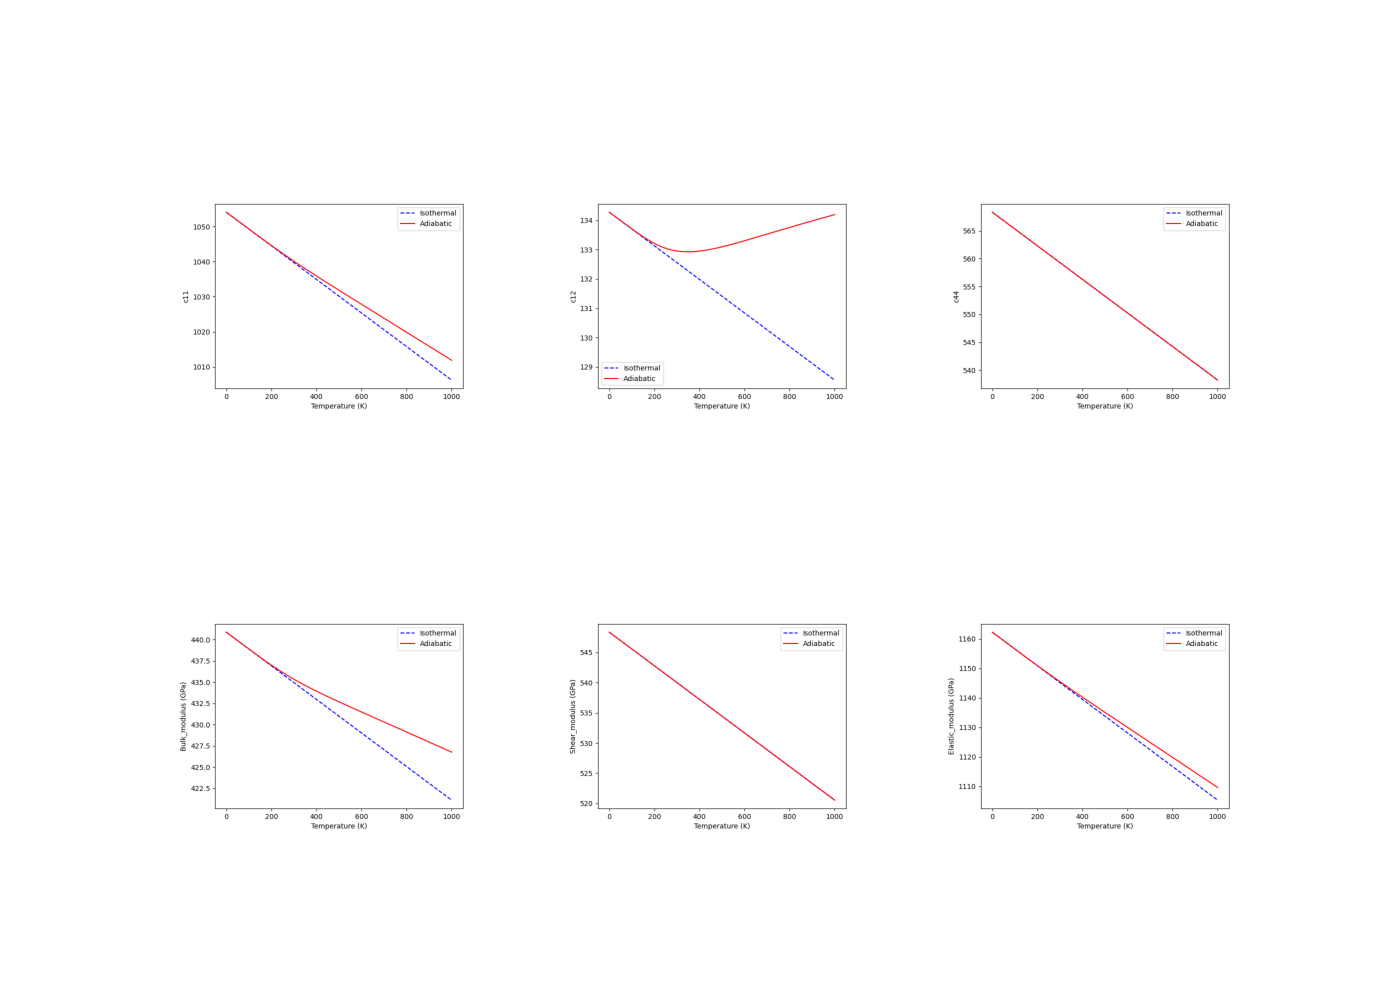 Isothermal
Adiabatic
1050
1040
1030
1020
1010
c11
0 200 400 600 800 1000
Temperature (K)
134
133
132
131
130
129
c12
Isothermal
Adiabatic
0 200 400 600 800 1000
Temperature (K)
Isothermal
Adiabatic
565
560
555
550
545
540
c44
0 200 400 600 800 1000
Temperature (K)
Isothermal
Adiabatic
440.0
437.5
435.0
432.5
430.0
427.5
425.0
422.5
Bulk_modulus (GPa)
0 200 400 600 800 1000
Temperature (K)
Isothermal
Adiabatic
545
540
535
530
525
520
Shear_modulus (GPa)
0 200 400 600 800 1000
Temperature (K)
Isothermal
Adiabatic
1160
1150
1140
1130
1120
1110
Elastic_modulus (GPa)
0 200 400 600 800 1000
Temperature (K)